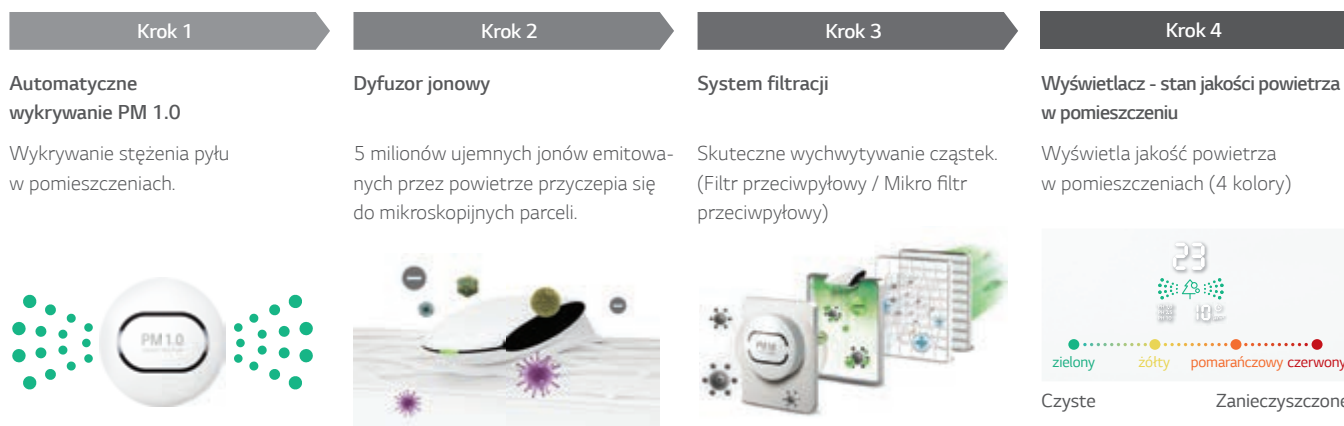 Krok 1
Automatyczne
wykrywanie PM 1.0
Wykrywanie stężenia pyłu
w pomieszczeniach.
PM 1.0
Krok 2
Dyfuzor jonowy
5 milionów ujemnych jonów emitowa-
nych przez powietrze przyczepia się
do mikroskopijnych parceli.
Krok 3
System filtracji
Skuteczne wychwytywanie cząstek.
(Filtr przeciwpyłowy / Mikro filtr
przeciwpyłowy)
Krok 4
Wyświetlacz - stan jakości powietrza
w pomieszczeniu
Wyświetla jakość powietrza
w pomieszczeniach (4 kolory)
23
10
zielony żółty pomarańczowy czerwony
Czyste Zanieczyszczone